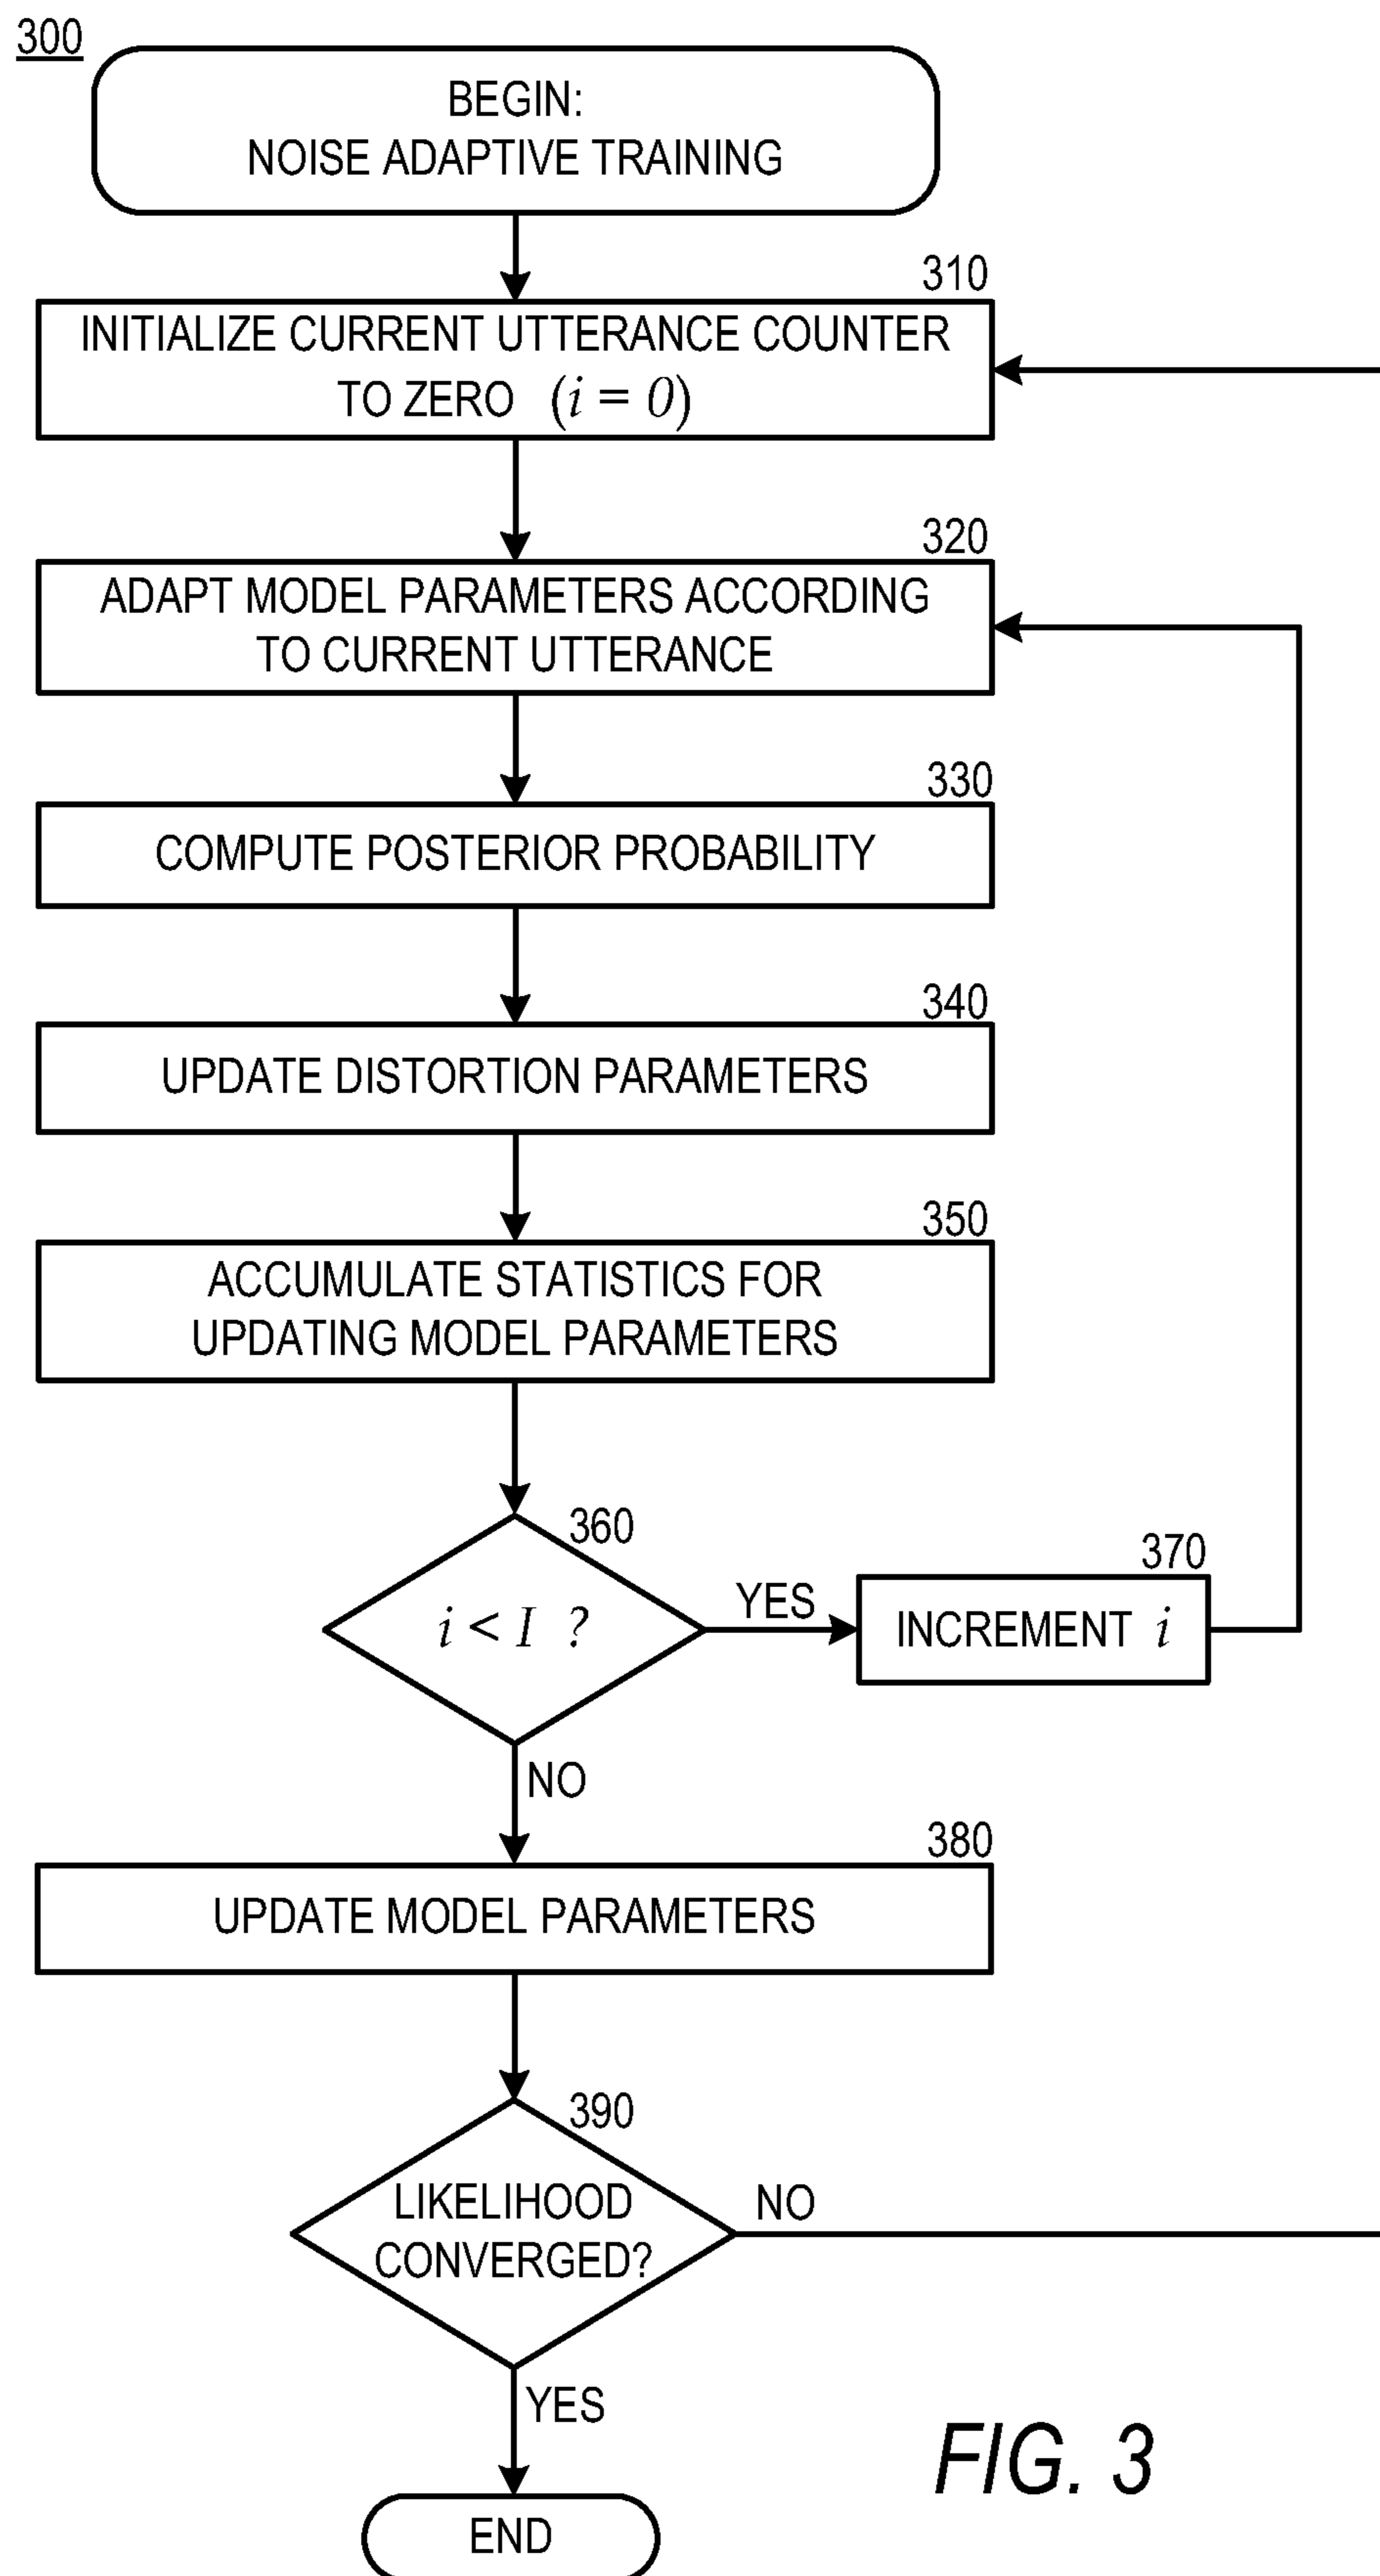 300
BEGIN:
NOISE ADAPTIVE TRAINING
310
INITIALIZE CURRENT UTTERANCE COUNTER
TO ZERO (i = 0)
320
ADAPT MODEL PARAMETERS ACCORDING
TO CURRENT UTTERANCE
330
COMPUTE POSTERIOR PROBABILITY
340
UPDATE DISTORTION PARAMETERS
350
ACCUMULATE STATISTICS FOR
UPDATING MODEL PARAMETERS
360
i < I ?
YES
370
INCREMENT i
NO
380
UPDATE MODEL PARAMETERS
390
LIKELIHOOD
CONVERGED?
NO
YES
END
FIG. 3